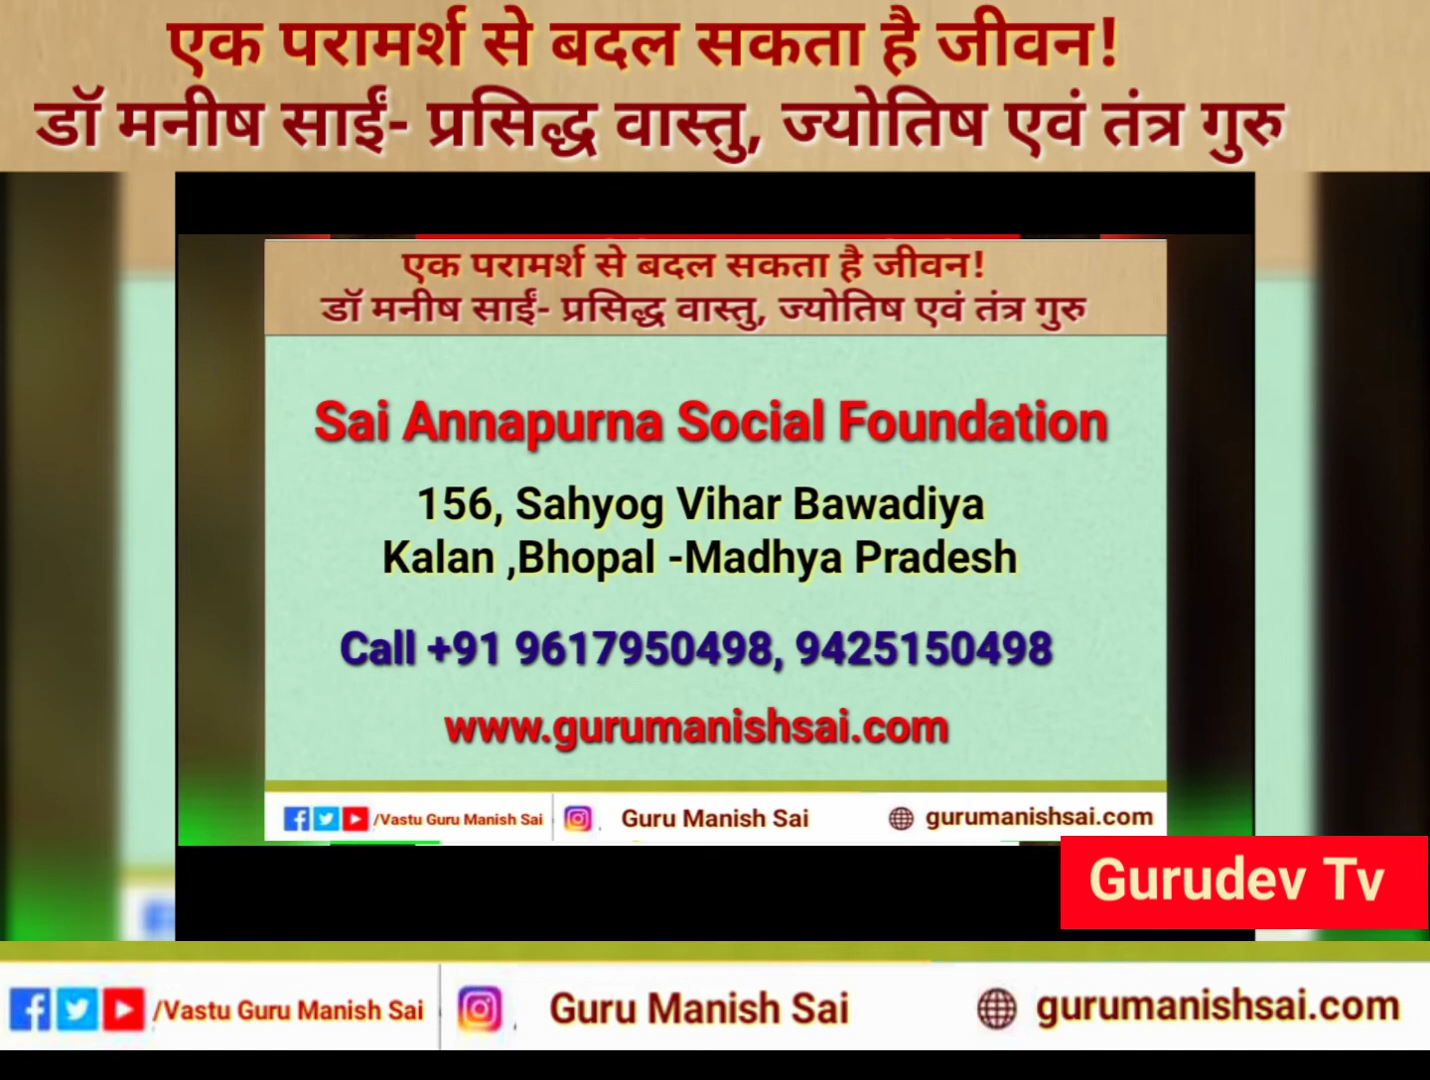 एक परामर्श से बदल सकता है जीवन!
डॉ मनीष साईं- प्रसिद्ध वास्तु, ज्योतिष एवं तंत्र गुरु
एक परामर्श से बदल सकता है जीवन!
डॉ मनीष साईं- प्रसिद्ध वास्तु, ज्योतिष एवं तंत्र गुरु
Sai Annapurna Social Foundation
156, Sahyog Vihar Bawadiya
Kalan ,Bhopal -Madhya Pradesh
Call +91 9617950498, 9425150498
www.gurumanishsai.com
/Vastu Guru Manish Sai Guru Manish Sai gurumanishsai.com
Gurudev Tv
/Vastu Guru Manish Sai Guru Manish Sai gurumanishsai.com